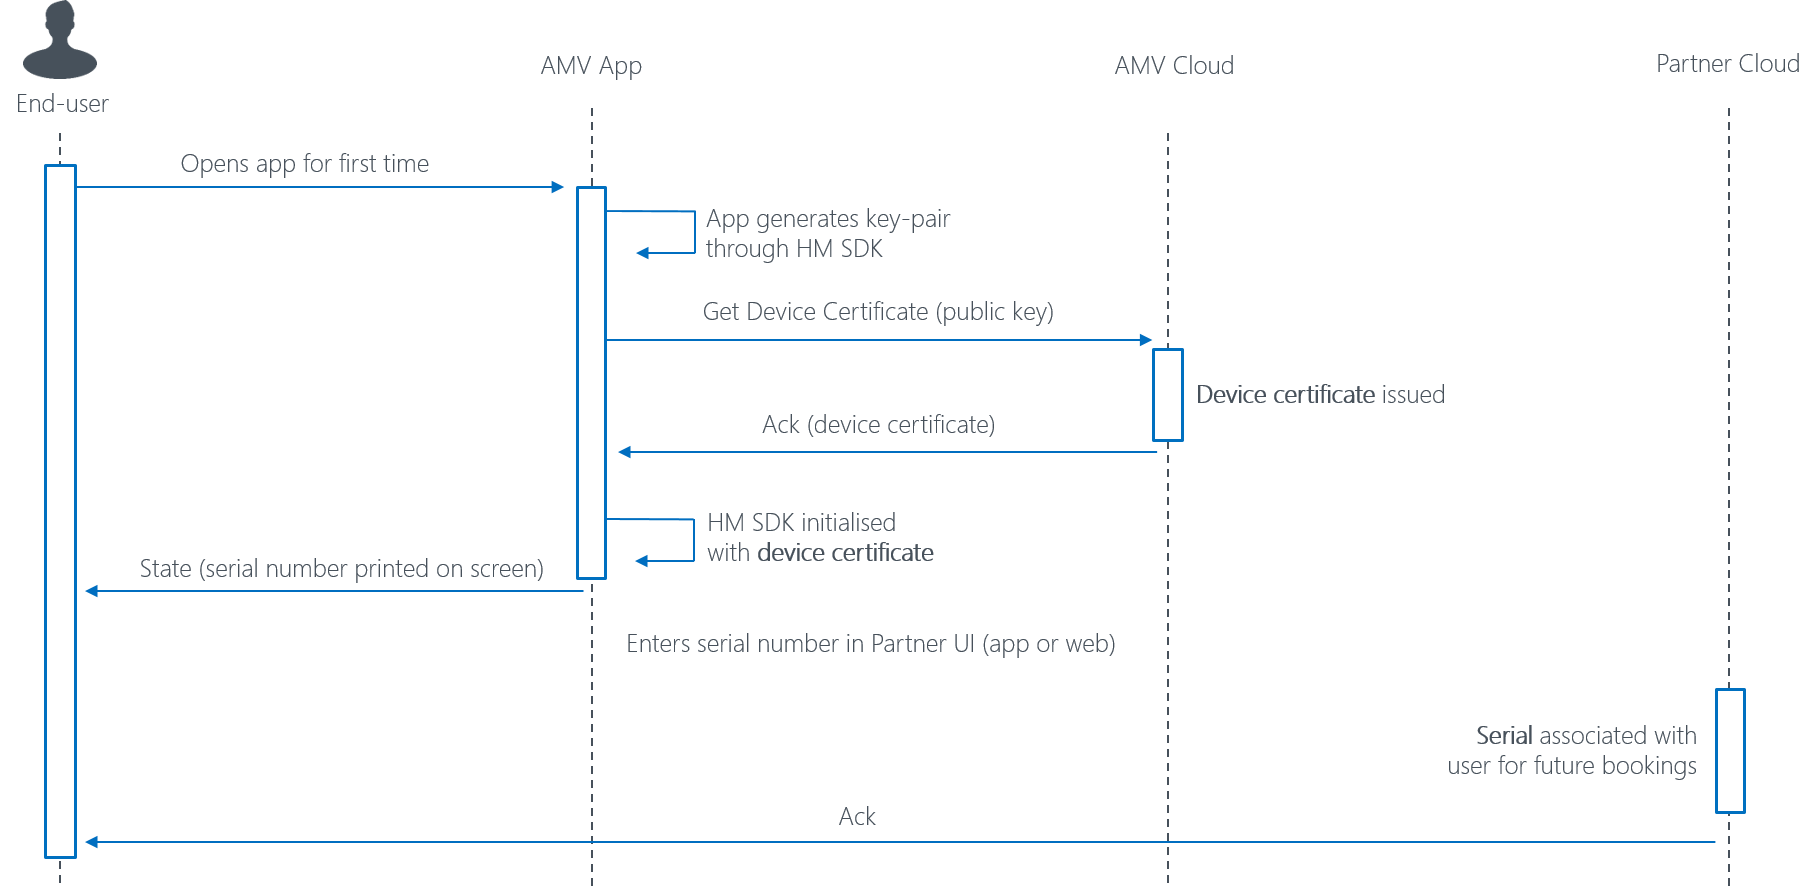 AMV App
AMV Cloud
Partner Cloud
End-user
Opens app for first time
App generates key-pair
through HM SDK
Get Device Certificate (public key)
Device certificate issued
Ack (device certificate)
HM SDK initialised
with device certificate
State (serial number printed on screen)
Enters serial number in Partner UI (app or web)
Serial associated with
user for future bookings
Ack